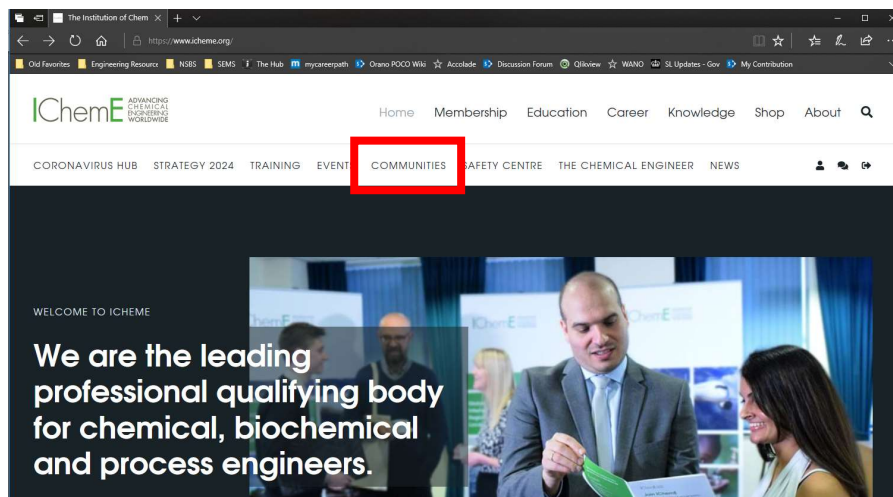 The Institution of Chem
https://www.icheme.org/
Old Favorites Engineering Resource NSBS SEMS The Hub mycareerpath Orano POCO Wiki Accolade Discussion Forum Qlikview WANO SL Updates - Gov My Contribution
IChemE ADVANCING CHEMICAL ENGINEERING WORLDWIDE
Home Membership Education Career Knowledge Shop About
CORONAVIRUS HUB STRATEGY 2024 TRAINING EVENTS COMMUNITIES SAFETY CENTRE THE CHEMICAL ENGINEER NEWS
WELCOME TO ICHEME
We are the leading
professional qualifying body
for chemical, biochemical
and process engineers.